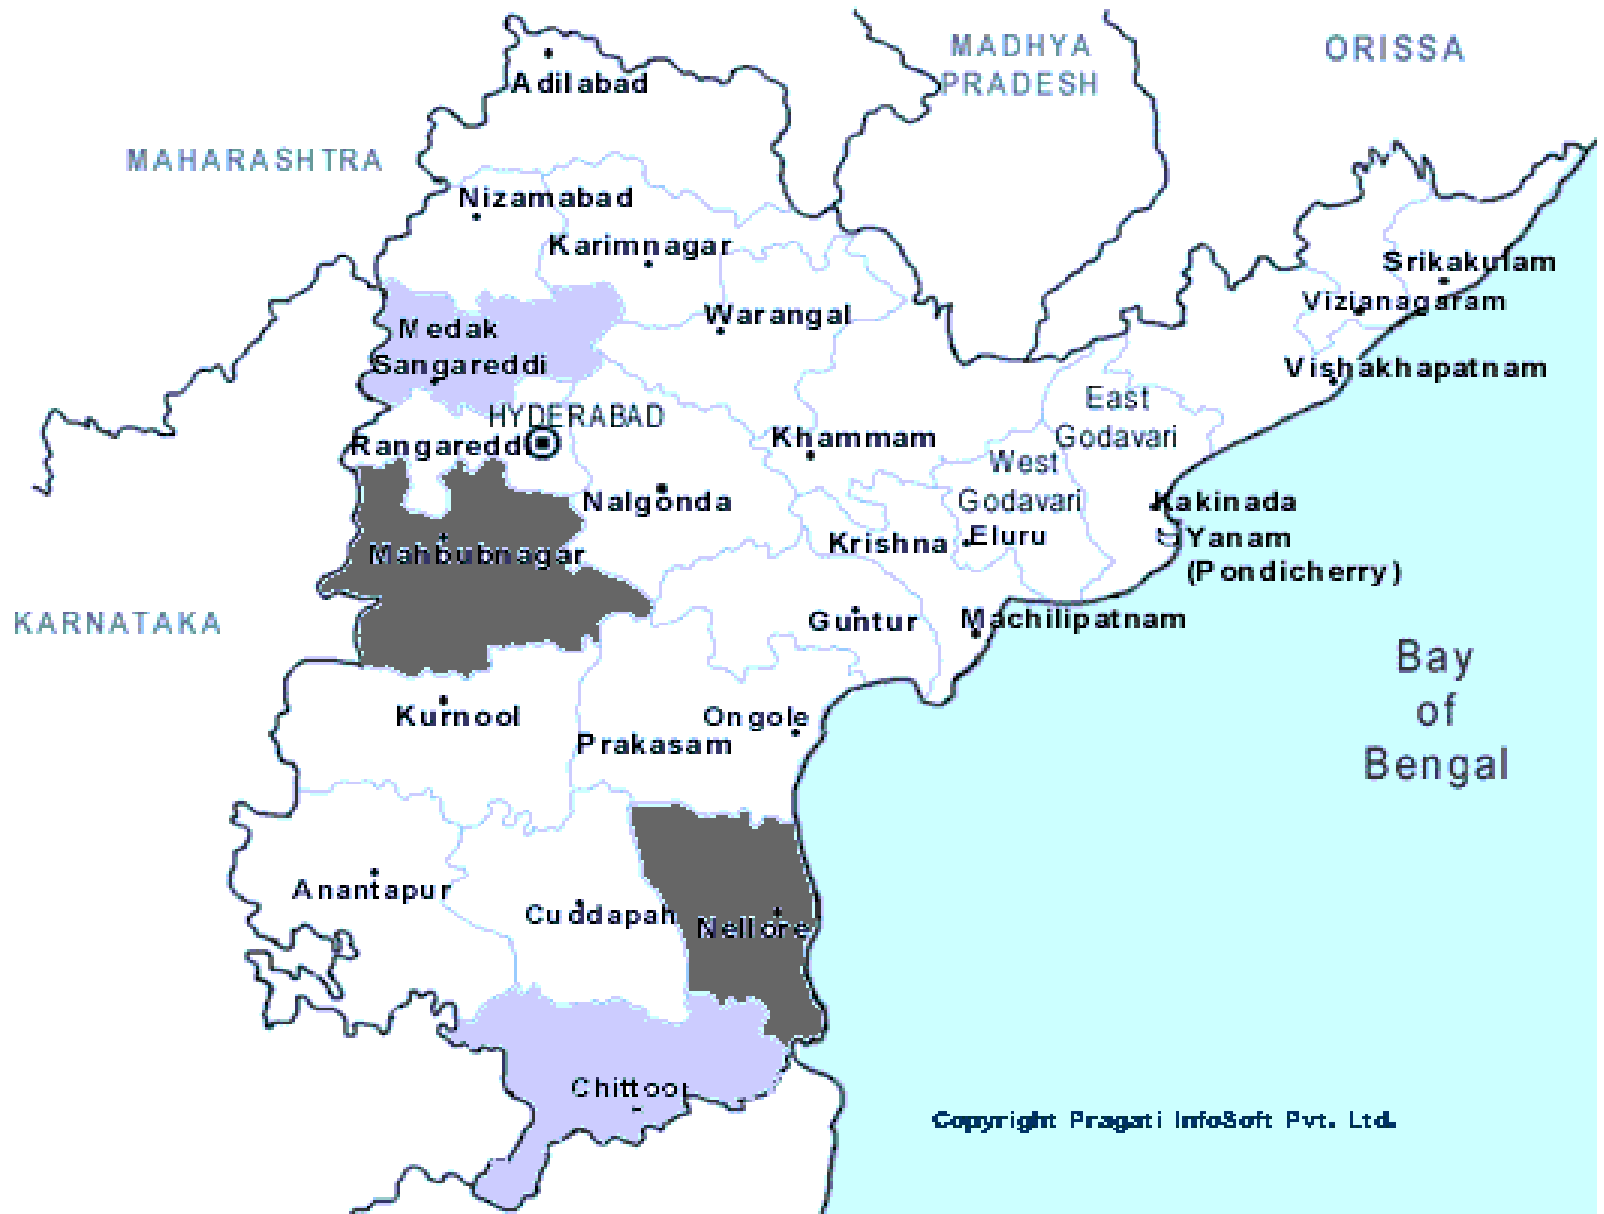 MADHYA
PRADESH
ORISSA
Adilabad
MAHARASHTRA
Nizamabad
Karimnagar
Srikakulam
Vizianagaram
Warangal
Medak
Sangareddi
Vishakhapatnam
HYDERABAD
East
Godavari
Rangareddi
Khammam
West
Godavari
Nalgonda
Kakinada
Krishna
Eluru
Yanam
(Pondicherry)
Mahbubnagar
KARNATAKA
Guntur
Machilipatnam
Bay
of
Bengal
Kurnool
Ongole
Prakasam
Anantapur
Cuddapah
Nellore
Chittoor
Copyright Pragati InfoSoft Pvt. Ltd.